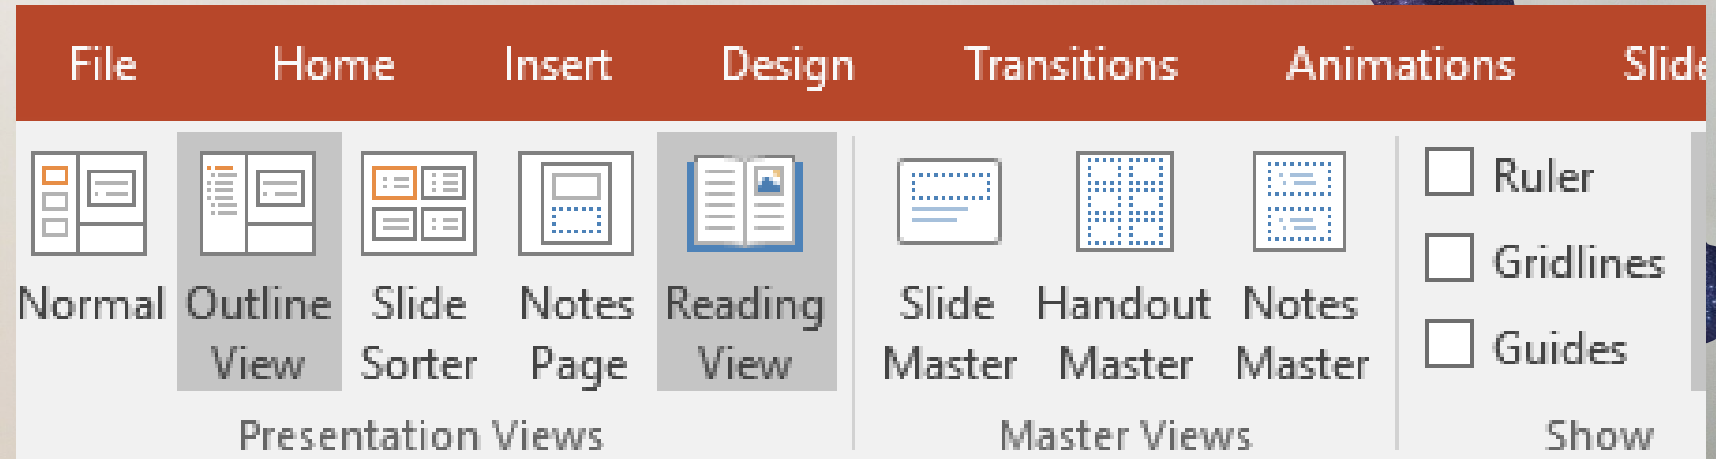 File Home Insert Design Transitions Animations Slide
Normal Outline View Slide Sorter Notes Page Reading View
Presentation Views
Slide Master Handout Master Notes Master
Master Views
Ruler
Gridlines
Guides
Show